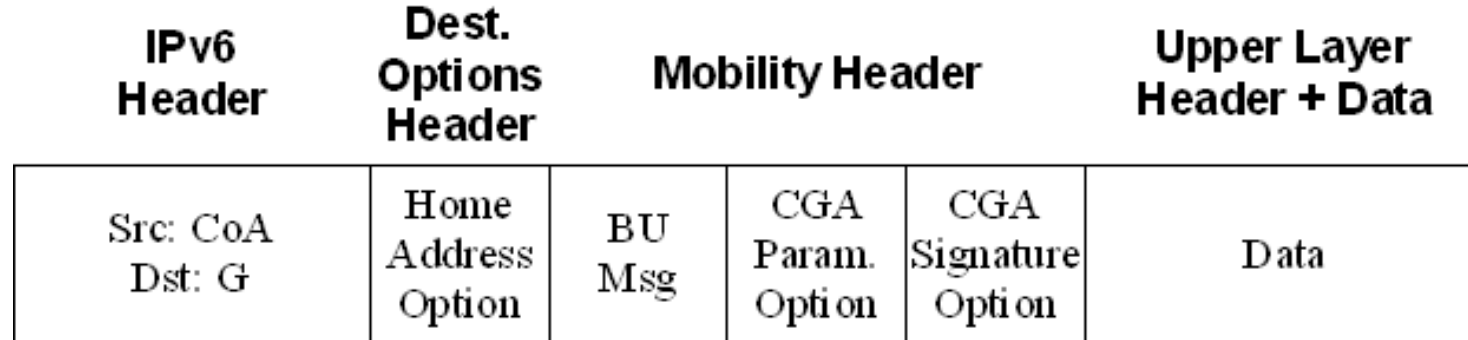 IPv6
Header
Dest.
Options
Header
Mobility Header
Upper Layer
Header + Data
Src: CoA
Dst: G
Home
Address
Option
BU
Msg
CGA
Param.
Option
CGA
Signature
Option
Data